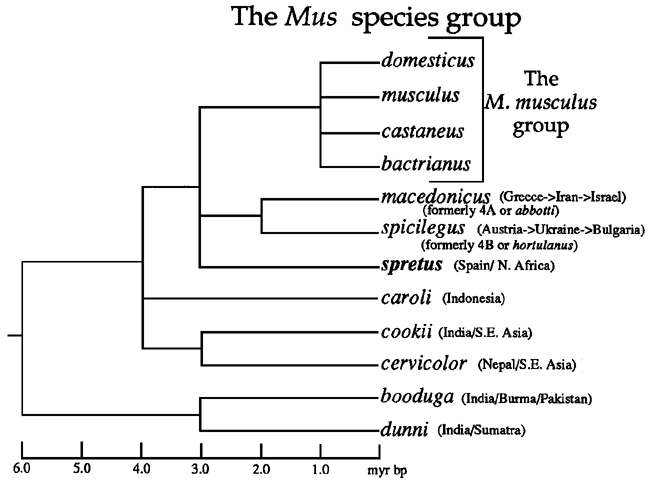 The Mus species group
domesticus
musculus
castaneus
bactrianus
The
M. musculus
group
macedonicus (Greece->Iran->Israel)
(formerly 4A or abbotti)
spicilegus (Austria->Ukraine->Bulgaria)
(formerly 4B or hortulanus)
spretus (Spain/ N. Africa)
caroli (Indonesia)
cookii (India/S.E. Asia)
cervicolor (Nepal/S.E. Asia)
booduga (India/Burma/Pakistan)
dunni (India/Sumatra)
6.0 5.0 4.0 3.0 2.0 1.0 myr bp